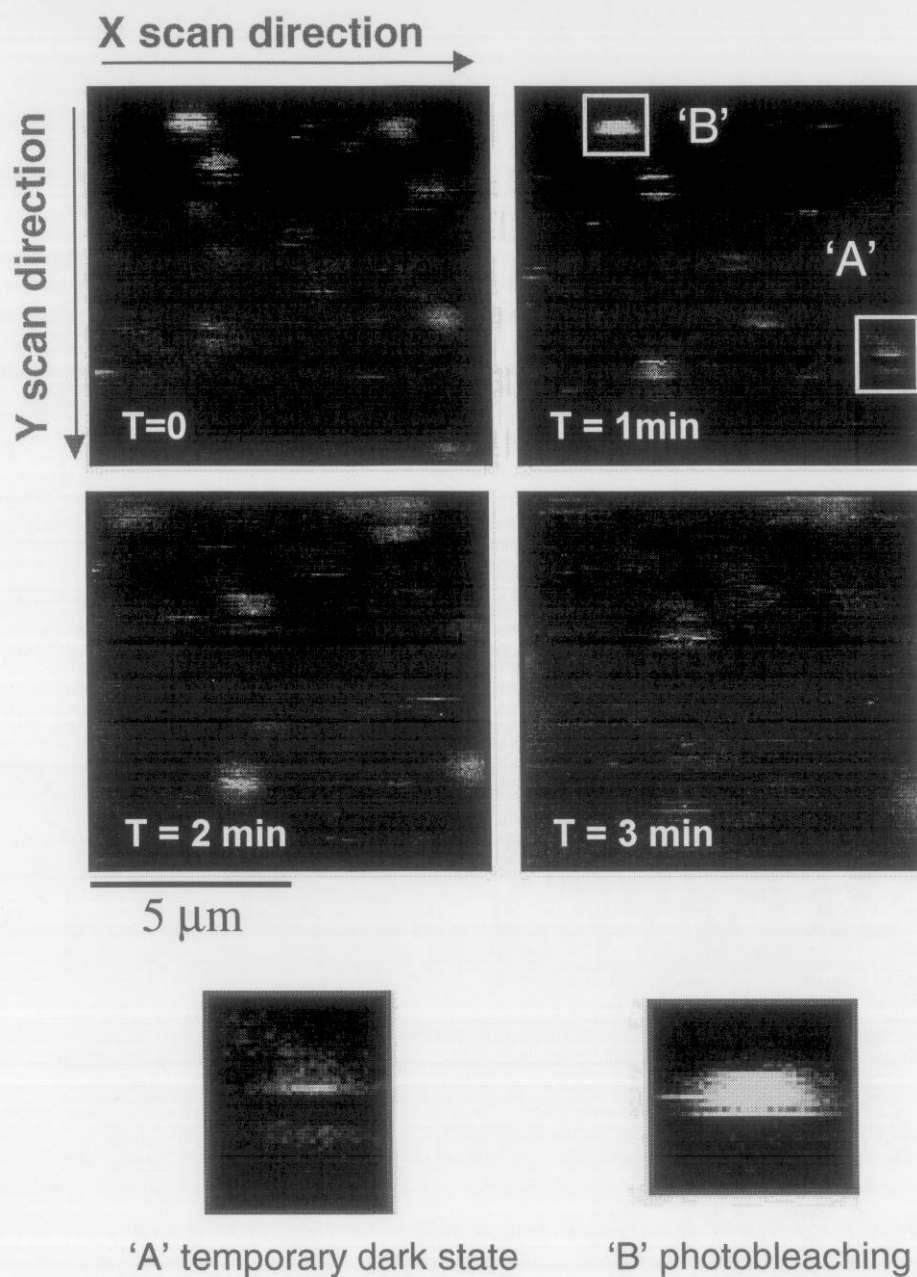 X scan direction
Y scan direction
'B'
'A'
T=0
T = 1min
T = 2 min
T = 3 min
5 μm
'A' temporary dark state
'B' photobleaching